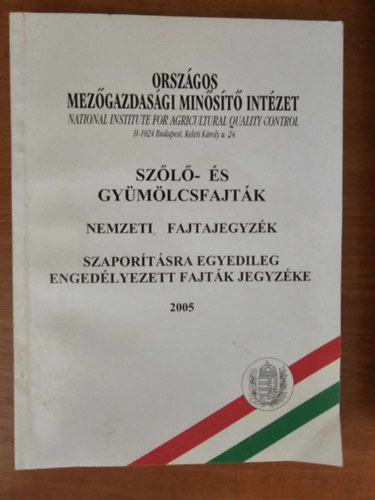 ORSZÁGOS
MEZŐGAZDASÁGI MINŐSÍTŐ INTÉZET
NATIONAL INSTITUTE FOR AGRICULTURAL QUALITY CONTROL
H-1024 Budapest, Keleti Károly u. 24
SZŐLŐ- ÉS
GYÜMÖLCSFAJTÁK
NEMZETI FAJTAJEGYZÉK
SZAPORÍTÁSRA EGYEDILEG
ENGEDÉLYEZETT FAJTÁK JEGYZÉKE
2005